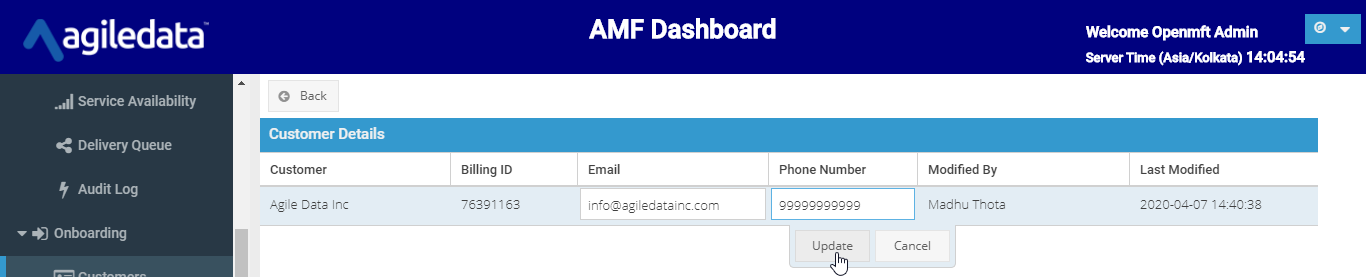 agiledata™
AMF Dashboard
Welcome Openmft Admin
Server Time (Asia/Kolkata) 14:04:54
Service Availability
Delivery Queue
Audit Log
Onboarding
Customers
Back
Customer Details
Customer Billing ID Email Phone Number Modified By Last Modified
Agile Data Inc 76391163 info@agiledatainc.com 99999999999 Madhu Thota 2020-04-07 14:40:38
Update Cancel